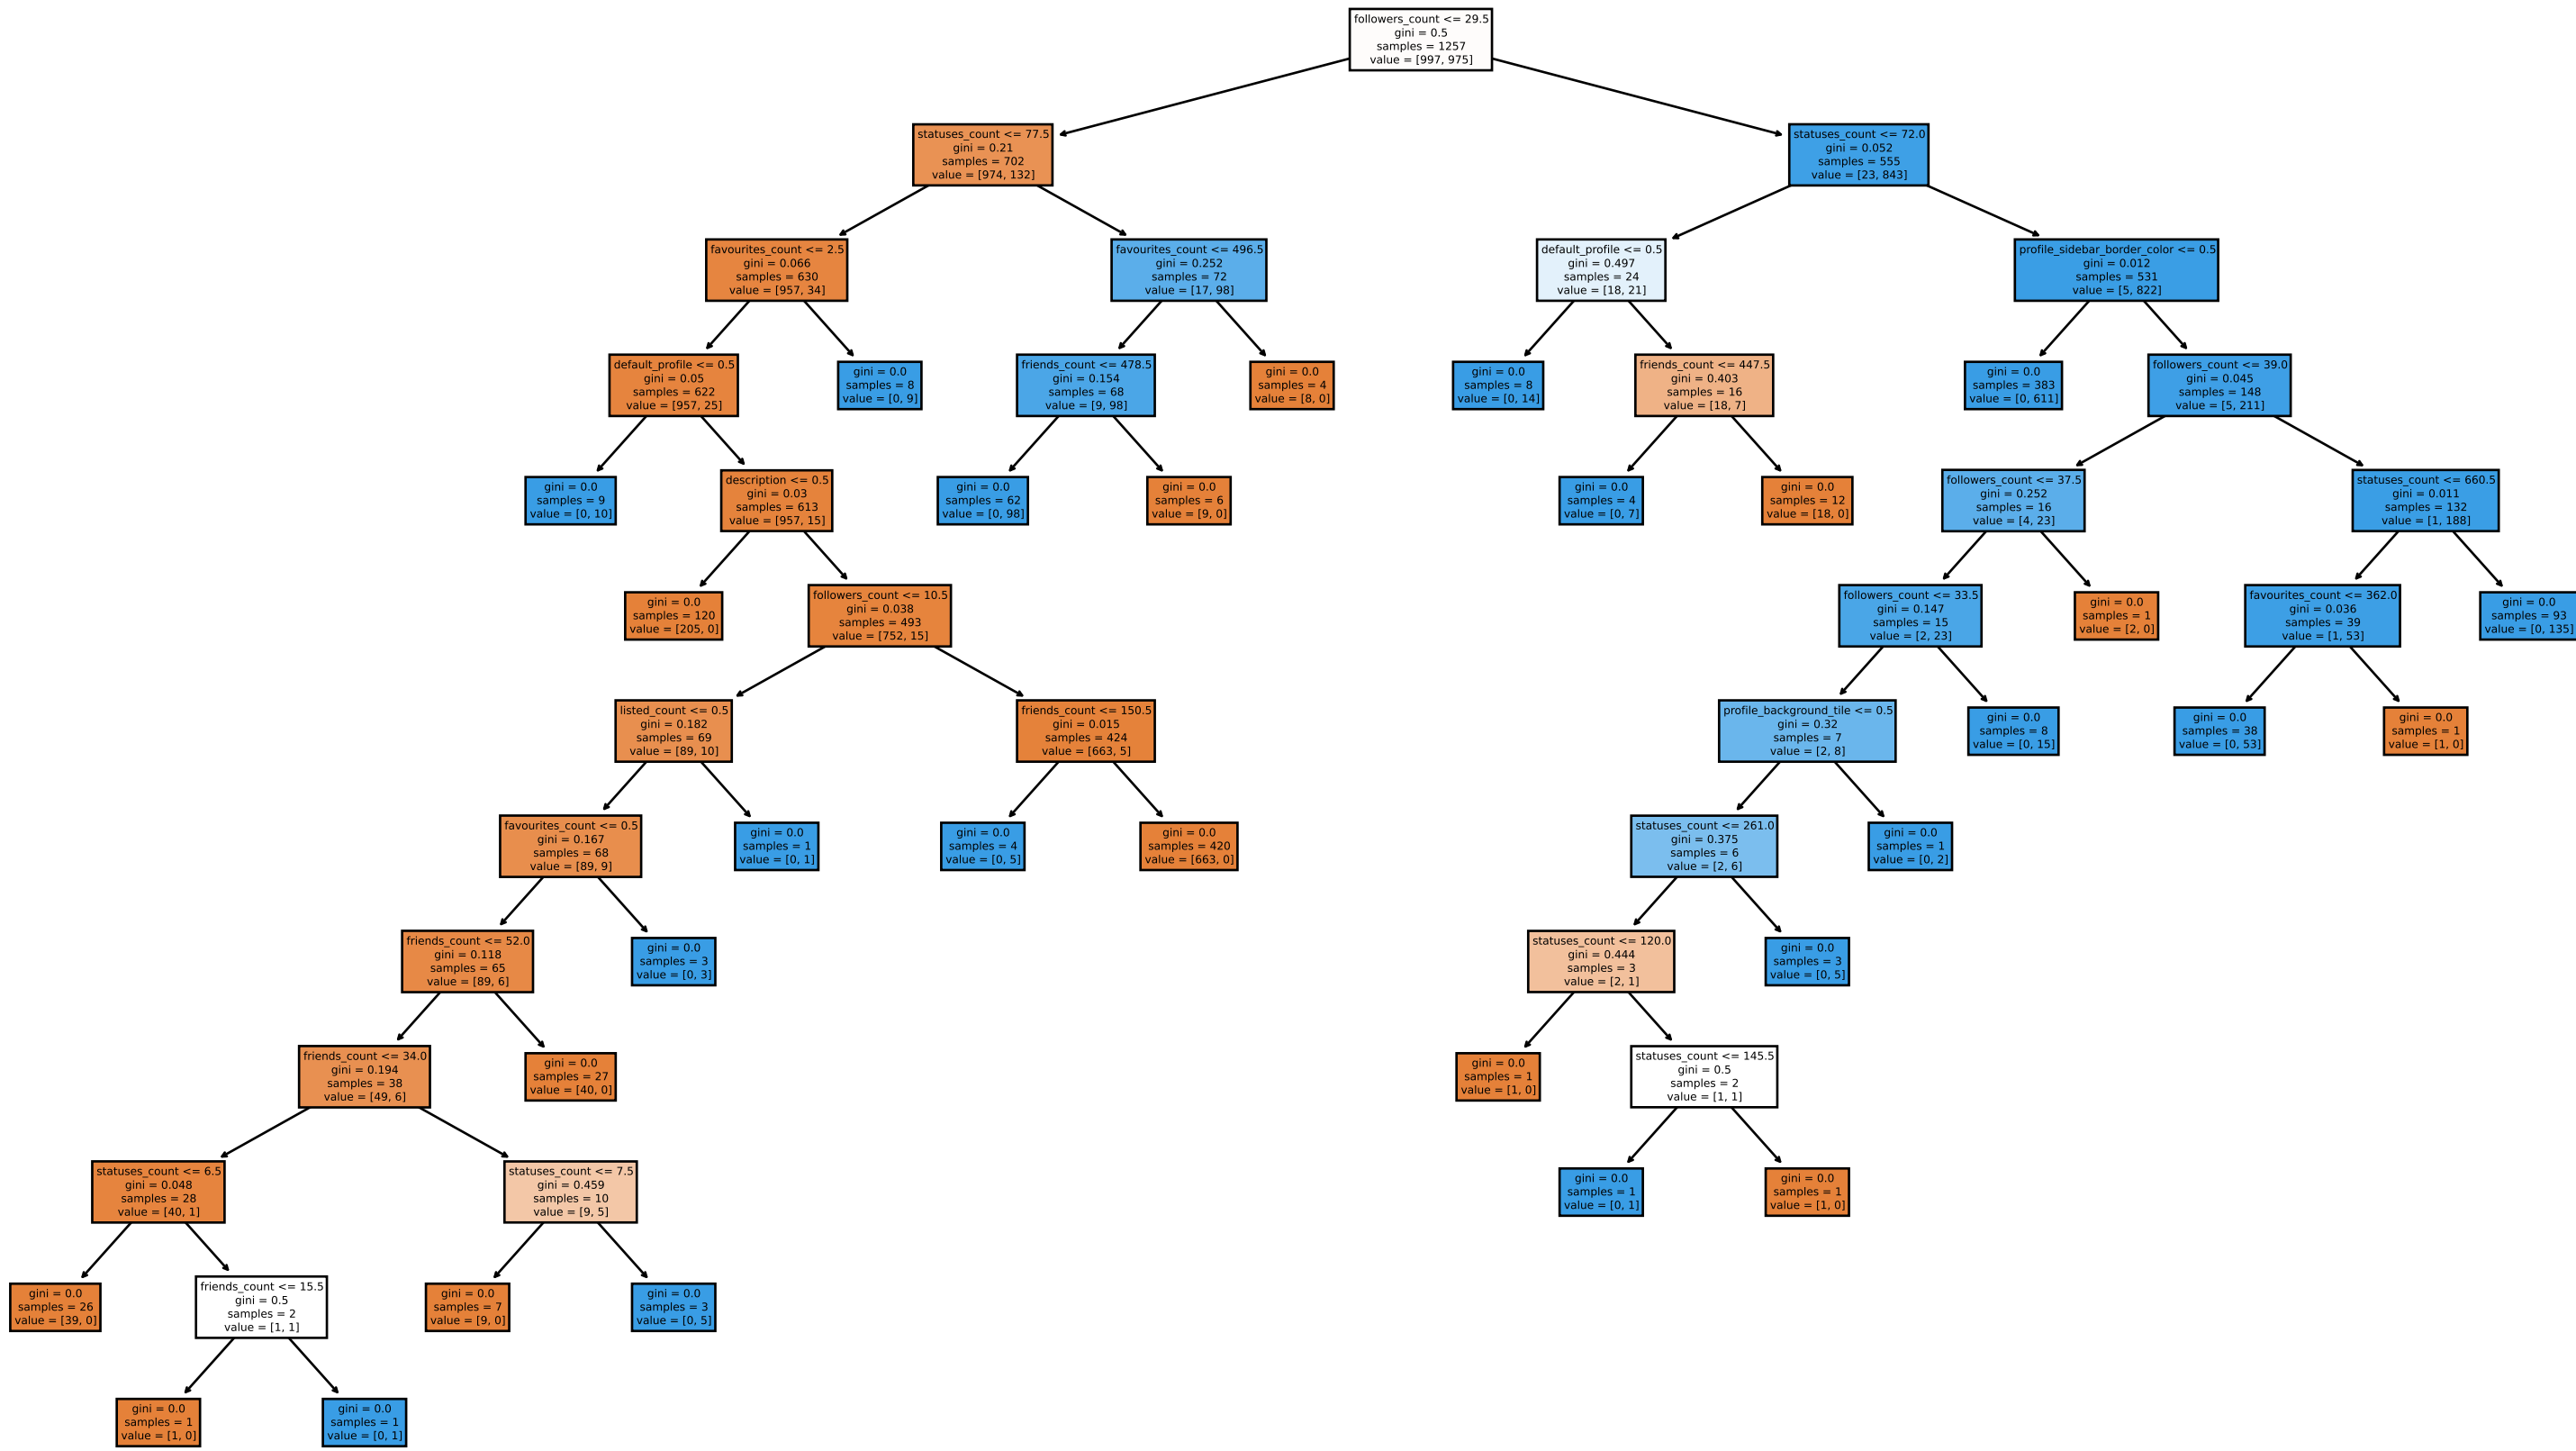 followers_count <= 29.5
gini = 0.5
samples = 1257
value = [997, 975]
statuses_count <= 77.5
gini = 0.21
samples = 702
value = [974, 132]
statuses_count <= 72.0
gini = 0.052
samples = 555
value = [23, 843]
favourites_count <= 2.5
gini = 0.066
samples = 630
value = [957, 34]
favourites_count <= 496.5
gini = 0.252
samples = 72
value = [17, 98]
default_profile <= 0.5
gini = 0.497
samples = 24
value = [18, 21]
profile_sidebar_border_color <= 0.5
gini = 0.012
samples = 531
value = [5, 822]
default_profile <= 0.5
gini = 0.05
samples = 622
value = [957, 25]
gini = 0.0
samples = 8
value = [0, 9]
friends_count <= 478.5
gini = 0.154
samples = 68
value = [9, 98]
gini = 0.0
samples = 4
value = [8, 0]
gini = 0.0
samples = 8
value = [0, 14]
friends_count <= 447.5
gini = 0.403
samples = 16
value = [18, 7]
gini = 0.0
samples = 383
value = [0, 611]
followers_count <= 39.0
gini = 0.045
samples = 148
value = [5, 211]
gini = 0.0
samples = 9
value = [0, 10]
description <= 0.5
gini = 0.03
samples = 613
value = [957, 15]
gini = 0.0
samples = 62
value = [0, 98]
gini = 0.0
samples = 6
value = [9, 0]
gini = 0.0
samples = 4
value = [0, 7]
gini = 0.0
samples = 12
value = [18, 0]
followers_count <= 37.5
gini = 0.252
samples = 16
value = [4, 23]
statuses_count <= 660.5
gini = 0.011
samples = 132
value = [1, 188]
gini = 0.0
samples = 120
value = [205, 0]
followers_count <= 10.5
gini = 0.038
samples = 493
value = [752, 15]
followers_count <= 33.5
gini = 0.147
samples = 15
value = [2, 23]
gini = 0.0
samples = 1
value = [2, 0]
favourites_count <= 362.0
gini = 0.036
samples = 39
value = [1, 53]
gini = 0.0
samples = 93
value = [0, 135]
listed_count <= 0.5
gini = 0.182
samples = 69
value = [89, 10]
friends_count <= 150.5
gini = 0.015
samples = 424
value = [663, 5]
profile_background_tile <= 0.5
gini = 0.32
samples = 7
value = [2, 8]
gini = 0.0
samples = 8
value = [0, 15]
gini = 0.0
samples = 38
value = [0, 53]
gini = 0.0
samples = 1
value = [1, 0]
favourites_count <= 0.5
gini = 0.167
samples = 68
value = [89, 9]
gini = 0.0
samples = 1
value = [0, 1]
gini = 0.0
samples = 4
value = [0, 5]
gini = 0.0
samples = 420
value = [663, 0]
statuses_count <= 261.0
gini = 0.375
samples = 6
value = [2, 6]
gini = 0.0
samples = 1
value = [0, 2]
friends_count <= 52.0
gini = 0.118
samples = 65
value = [89, 6]
gini = 0.0
samples = 3
value = [0, 3]
statuses_count <= 120.0
gini = 0.444
samples = 3
value = [2, 1]
gini = 0.0
samples = 3
value = [0, 5]
friends_count <= 34.0
gini = 0.194
samples = 38
value = [49, 6]
gini = 0.0
samples = 27
value = [40, 0]
gini = 0.0
samples = 1
value = [1, 0]
statuses_count <= 145.5
gini = 0.5
samples = 2
value = [1, 1]
statuses_count <= 6.5
gini = 0.048
samples = 28
value = [40, 1]
statuses_count <= 7.5
gini = 0.459
samples = 10
value = [9, 5]
gini = 0.0
samples = 1
value = [0, 1]
gini = 0.0
samples = 1
value = [1, 0]
gini = 0.0
samples = 26
value = [39, 0]
friends_count <= 15.5
gini = 0.5
samples = 2
value = [1, 1]
gini = 0.0
samples = 7
value = [9, 0]
gini = 0.0
samples = 3
value = [0, 5]
gini = 0.0
samples = 1
value = [1, 0]
gini = 0.0
samples = 1
value = [0, 1]